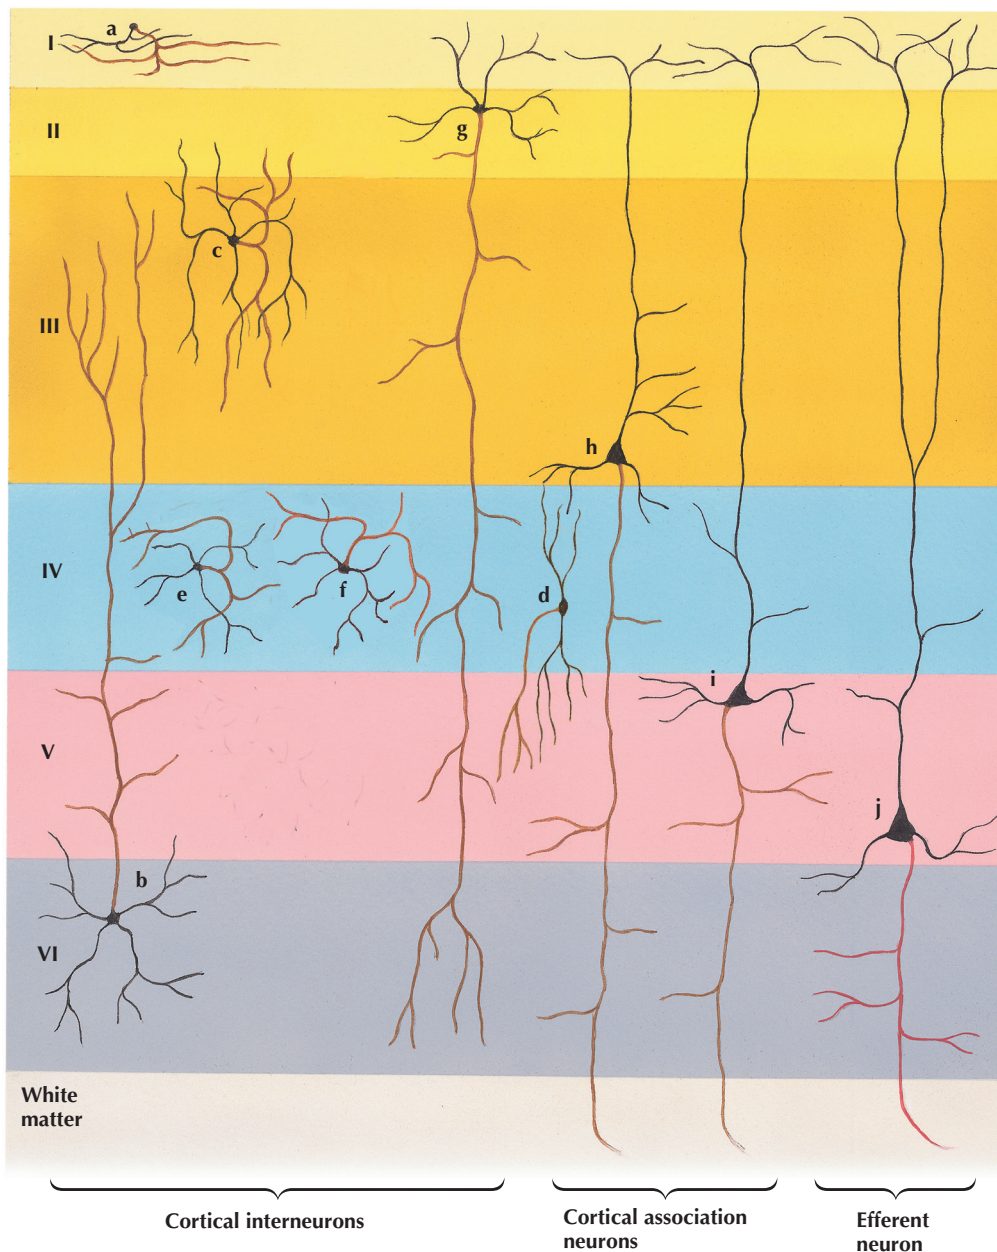 I
a
g
II
c
III
h
IV
e
f
d
i
V
j
b
VI
White
matter
Cortical interneurons
Cortical association
neurons
Efferent
neuron